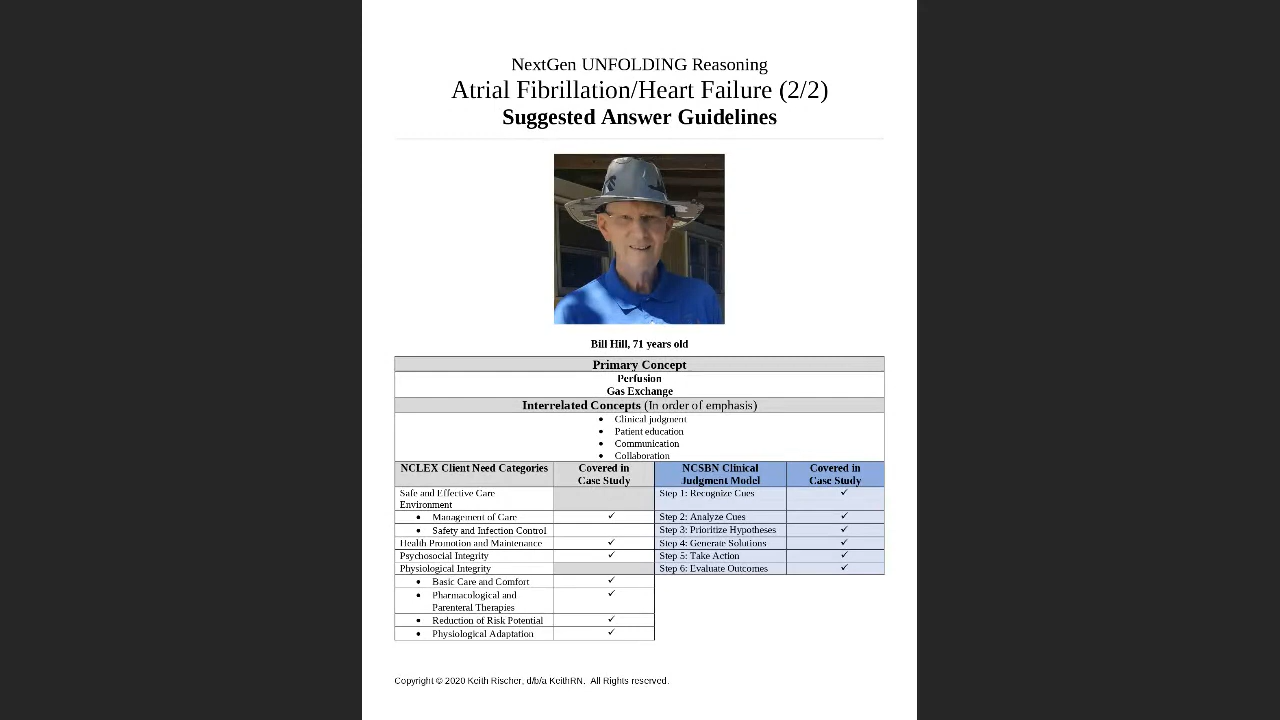 NextGen UNFOLDING Reasoning
Atrial Fibrillation/Heart Failure (2/2)
Suggested Answer Guidelines
Bill Hill, 71 years old
Primary Concept
Perfusion
Gas Exchange
Interrelated Concepts (In order of emphasis)
• Clinical judgment
• Patient education
• Communication
• Collaboration
NCLEX Client Need Categories Covered in Case Study NCSBN Clinical Judgment Model Covered in Case Study
Safe and Effective Care Environment Step 1: Recognize Cues ✓
• Management of Care ✓ Step 2: Analyze Cues ✓
• Safety and Infection Control Step 3: Prioritize Hypotheses ✓
Health Promotion and Maintenance ✓ Step 4: Generate Solutions ✓
Psychosocial Integrity ✓ Step 5: Take Action ✓
Physiological Integrity Step 6: Evaluate Outcomes ✓
• Basic Care and Comfort ✓
• Pharmacological and Parenteral Therapies ✓
• Reduction of Risk Potential ✓
• Physiological Adaptation ✓
Copyright © 2020 Keith Rischer, d/b/a KeithRN. All Rights reserved.